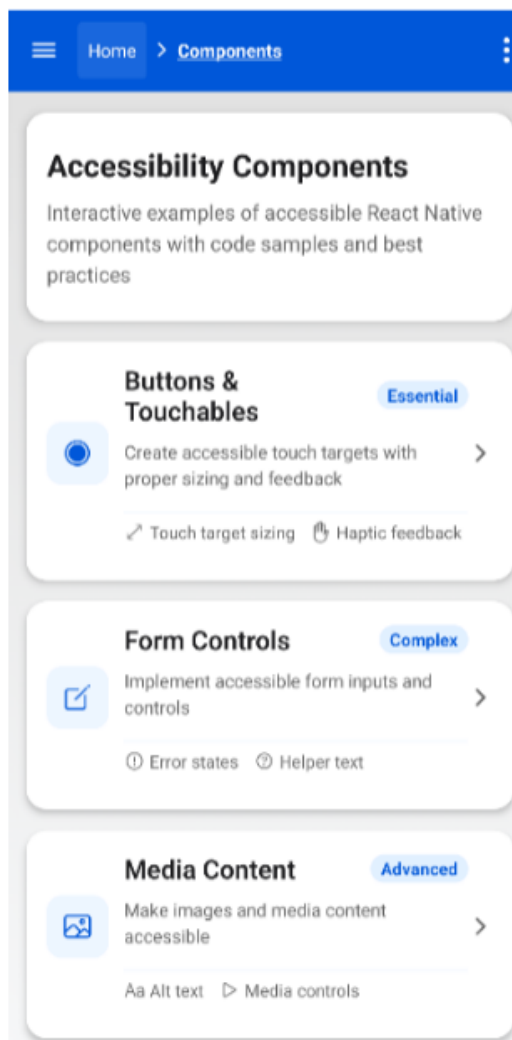 Home > Components
Accessibility Components
Interactive examples of accessible React Native
components with code samples and best
practices
Buttons &
Touchables
Essential
Create accessible touch targets with
proper sizing and feedback
Touch target sizing
Haptic feedback
Form Controls
Complex
Implement accessible form inputs and
controls
Error states
Helper text
Media Content
Advanced
Make images and media content
accessible
Aa Alt text
Media controls